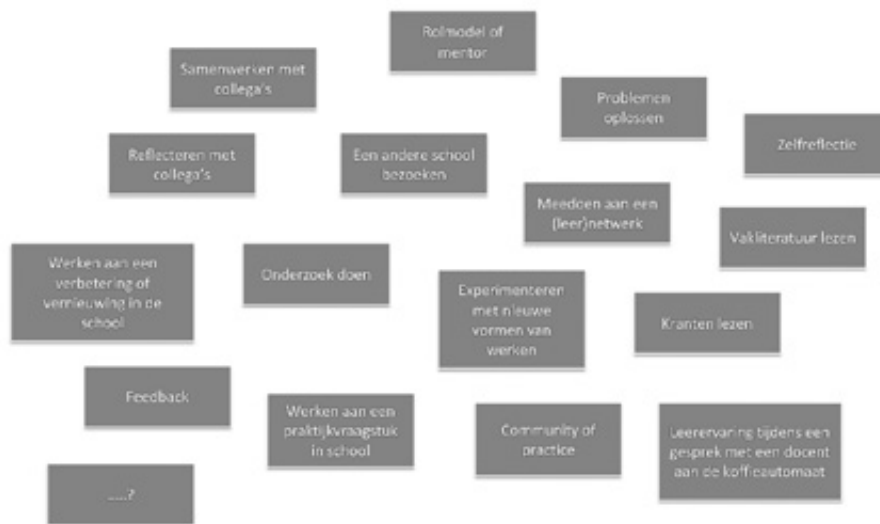 Rolmodel of
mentor
Samenwerken met
collega's
Problemen
oplossen
Zelfreflectie
Reflecteren met
collega's
Een andere school
bezoeken
Meedoen aan een
(leer)netwerk
Vakliteratuur lezen
Werken aan een
verbetering of
vernieuwing in de
school
Onderzoek doen
Experimenteren
met nieuwe
vormen van
werken
Kranten lezen
Feedback
Werken aan een
praktijkvraagstuk
in school
Community of
practice
Leerervaring tijdens een
gesprek met een docent
aan de koffieautomaat
.....?